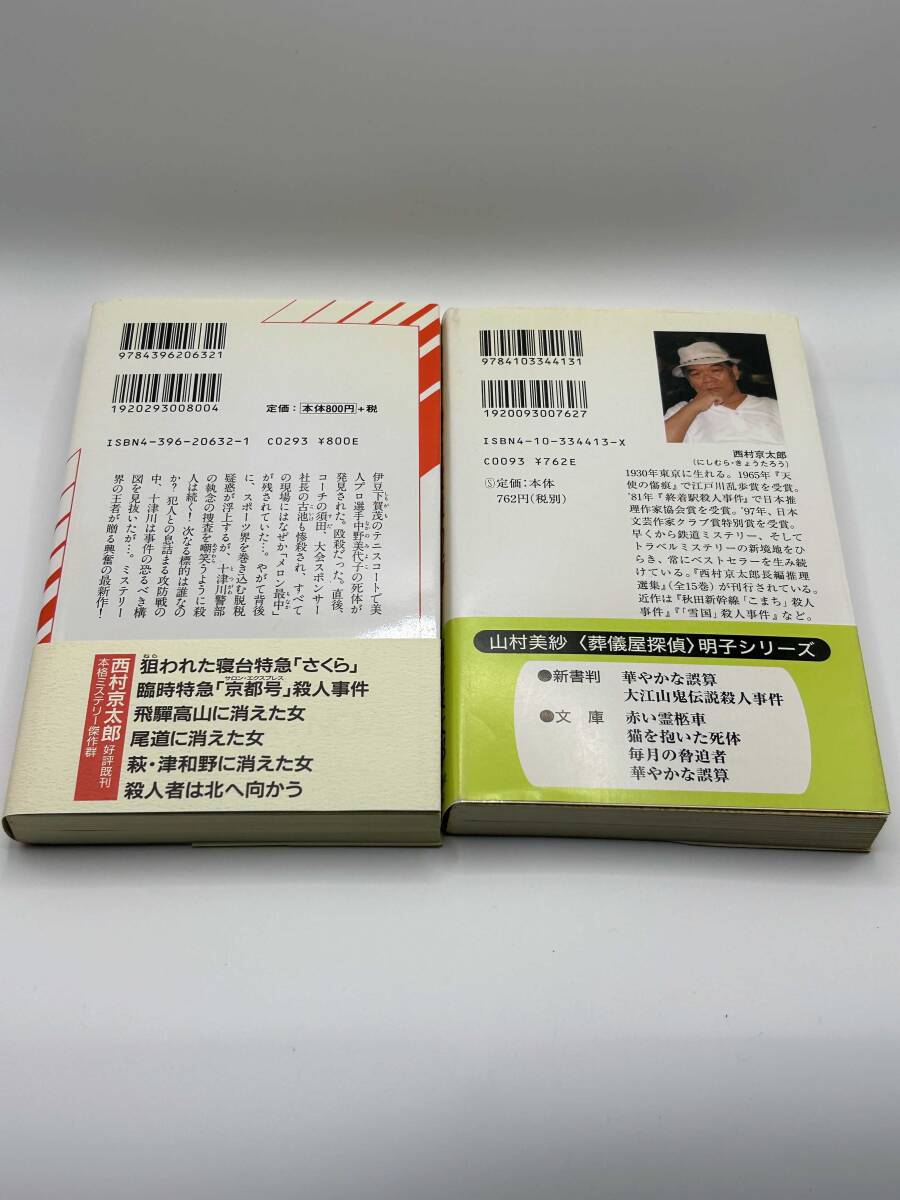 9784396206321
1920293008004
定価：本体800円+税
ISBN4-396-20632-1 C0293 ¥800E
伊豆下賀茂のテニスコートで美
人プロ選手中野美代子の死体が
発見された。殴殺だった。直後、
コーチの須田、大会スポンサー
社長の古池も惨殺され、すべて
の現場にはなぜか「メロン最中」
が残されていた…。やがて背後
に、スポーツ界を巻き込む脱税
疑惑が浮上するが、十津川警部
の執念の捜査を嘲笑うように殺
人は続く！次なる標的は誰なの
か？犯人との息詰まる攻防戦の
中、十津川は事件の恐るべき構
図を見抜いたが…。ミステリー
界の王者が贈る興奮の最新作！
西村京太郎 好評既刊
本格ミステリー傑作群
狙われた寝台特急「さくら」
臨時特急「京都号」殺人事件
飛驒高山に消えた女
尾道に消えた女
萩・津和野に消えた女
殺人者は北へ向かう
9784103344131
1920093007627
ISBN4-10-334413-X
C0093 ¥762E
Ⓢ定価：本体
762円(税別)
西村京太郎
(にしむら・きょうたろう)
1930年東京に生れる。1965年『天
使の傷痕』で江戸川乱歩賞を受賞。
'81年『終着駅殺人事件』で日本推
理作家協会賞を受賞。'97年、日本
文芸作家クラブ賞特別賞を受賞。
早くから鉄道ミステリー、そして
トラベルミステリーの新境地をひ
らき、常にベストセラーを生み続
けている。『西村京太郎長編推理
選集』(全15巻)が刊行されている。
近作は『秋田新幹線「こまち」殺人
事件』『「雪国」殺人事件』など。
山村美紗〈葬儀屋探偵〉明子シリーズ
●新書判 華やかな誤算
大江山鬼伝説殺人事件
●文庫 赤い霊柩車
猫を抱いた死体
毎月の脅迫者
華やかな誤算